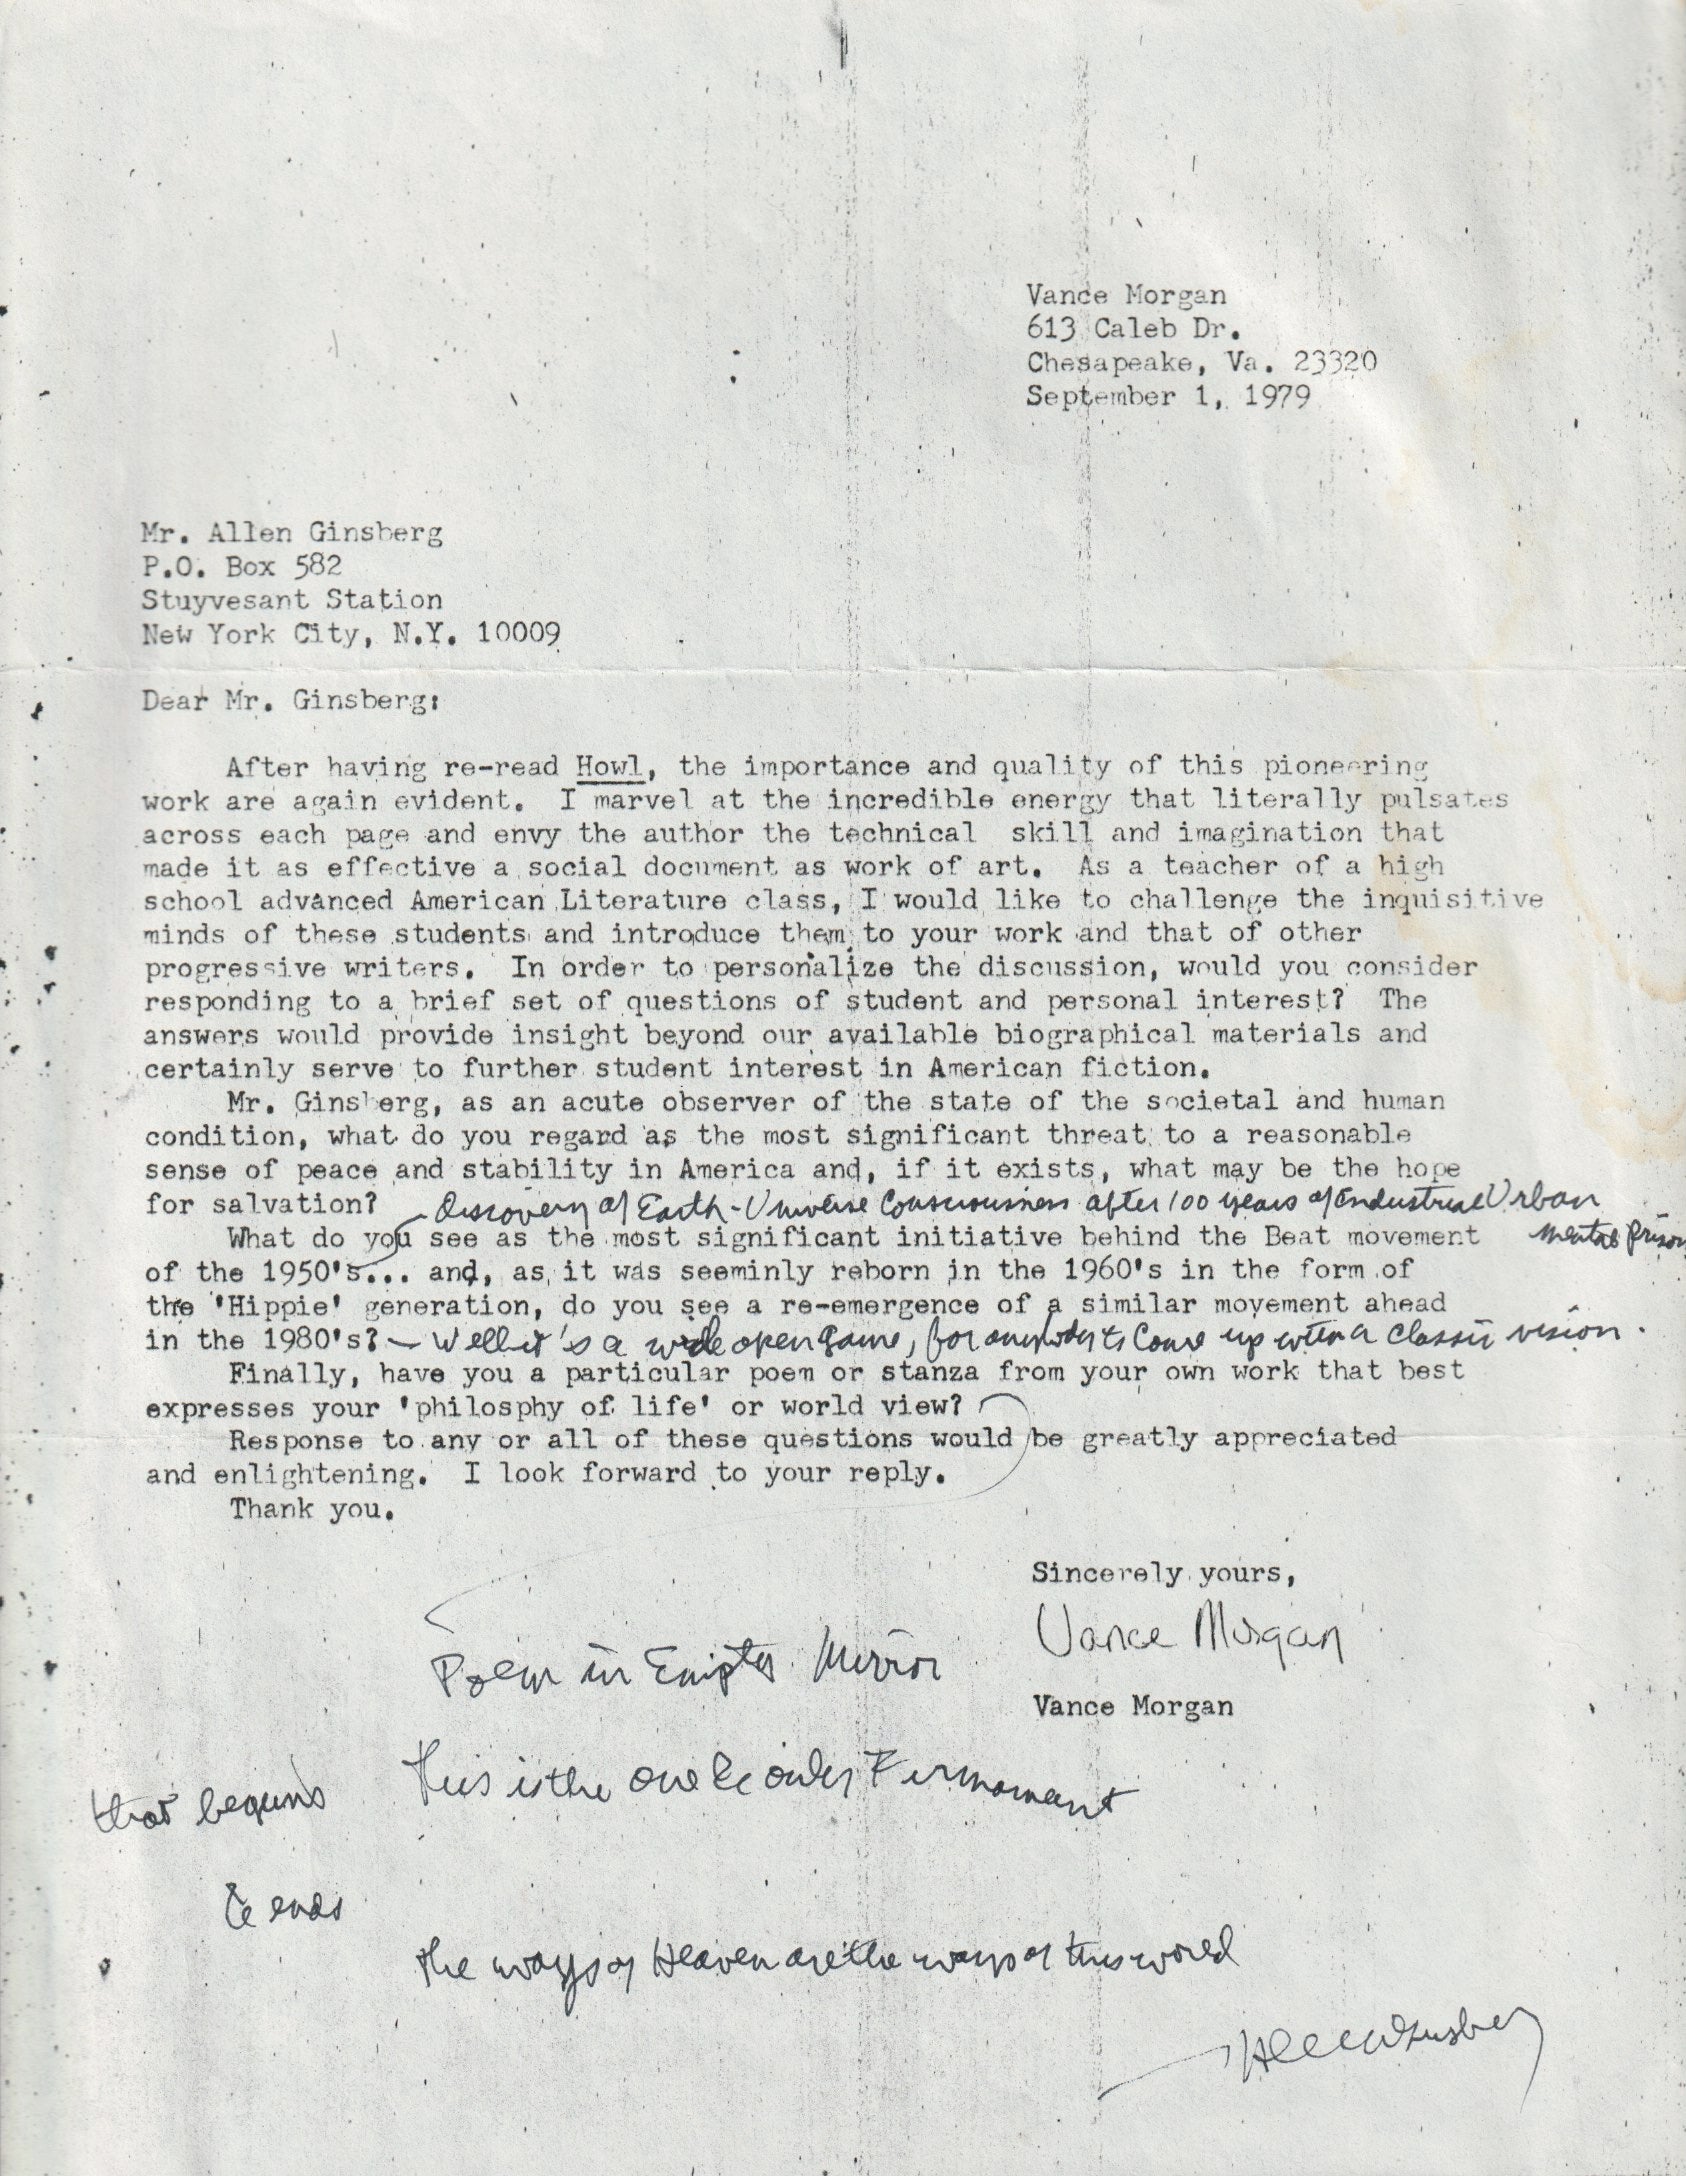 Vance Morgan
613 Caleb Dr.
Chesapeake, Va. 23320
September 1, 1979
Mr. Allen Ginsberg
P.O. Box 582
Stuyvesant Station
New York City, N.Y. 10009
Dear Mr. Ginsberg:
After having re-read Howl, the importance and quality of this pioneering
work are again evident. I marvel at the incredible energy that literally pulsates
across each page and envy the author the technical skill and imagination that
made it as effective a social document as work of art. As a teacher of a high
school advanced American Literature class, I would like to challenge the inquisitive
minds of these students and introduce them to your work and that of other
progressive writers. In order to personalize the discussion, would you consider
responding to a brief set of questions of student and personal interest? The
answers would provide insight beyond our available biographical materials and
certainly serve to further student interest in American fiction.
Mr. Ginsberg, as an acute observer of the state of the societal and human
condition, what do you regard as the most significant threat to a reasonable
sense of peace and stability in America and, if it exists, what may be the hope
for salvation?
Discovery of Earth-Universe Consciousness after 100 years of Industrial Urban
mental prison
What do you see as the most significant initiative behind the Beat movement
of the 1950's... and, as it was seeminly reborn in the 1960's in the form of
the 'Hippie' generation, do you see a re-emergence of a similar movement ahead
in the 1980's? — Well it's a wide open game, for anybody to come up with a classic vision.
Finally, have you a particular poem or stanza from your own work that best
expresses your 'philosphy of life' or world view?
Response to any or all of these questions would be greatly appreciated
and enlightening. I look forward to your reply.
Thank you.
Sincerely yours,
Vance Morgan
Vance Morgan
Poem in Empty Mirror
that begins This is the one & only Firmament
& ends
The ways of Heaven are the ways of this world
Allen Ginsberg